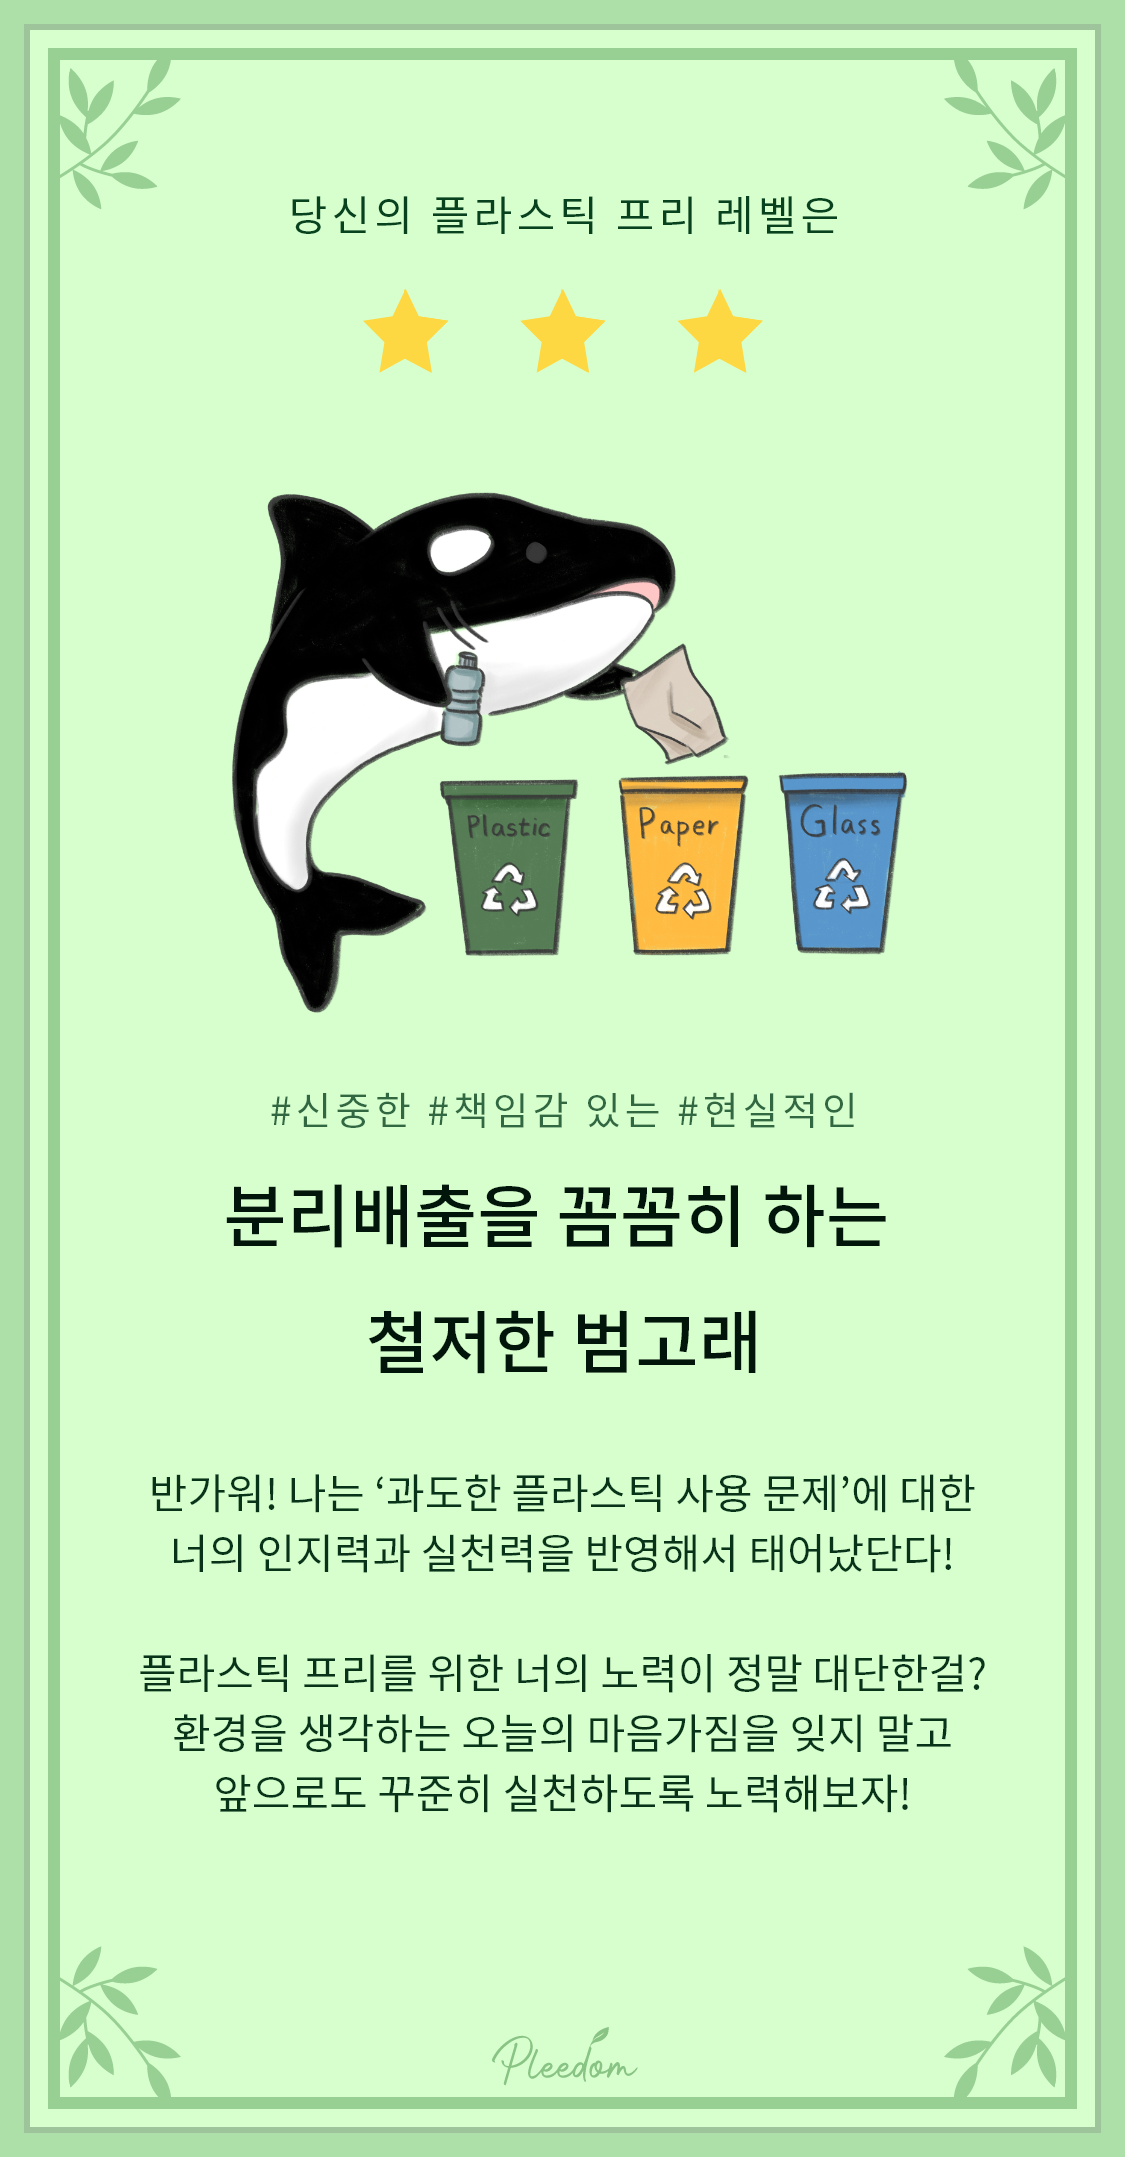 당신의 플라스틱 프리 레벨은
Plastic
Paper
Glass
#신중한 #책임감 있는 #현실적인
분리배출을 꼼꼼히 하는
철저한 범고래
반가워! 나는 ‘과도한 플라스틱 사용 문제’에 대한
너의 인지력과 실천력을 반영해서 태어났단다!
플라스틱 프리를 위한 너의 노력이 정말 대단한걸?
환경을 생각하는 오늘의 마음가짐을 잊지 말고
앞으로도 꾸준히 실천하도록 노력해보자!
Pleedom